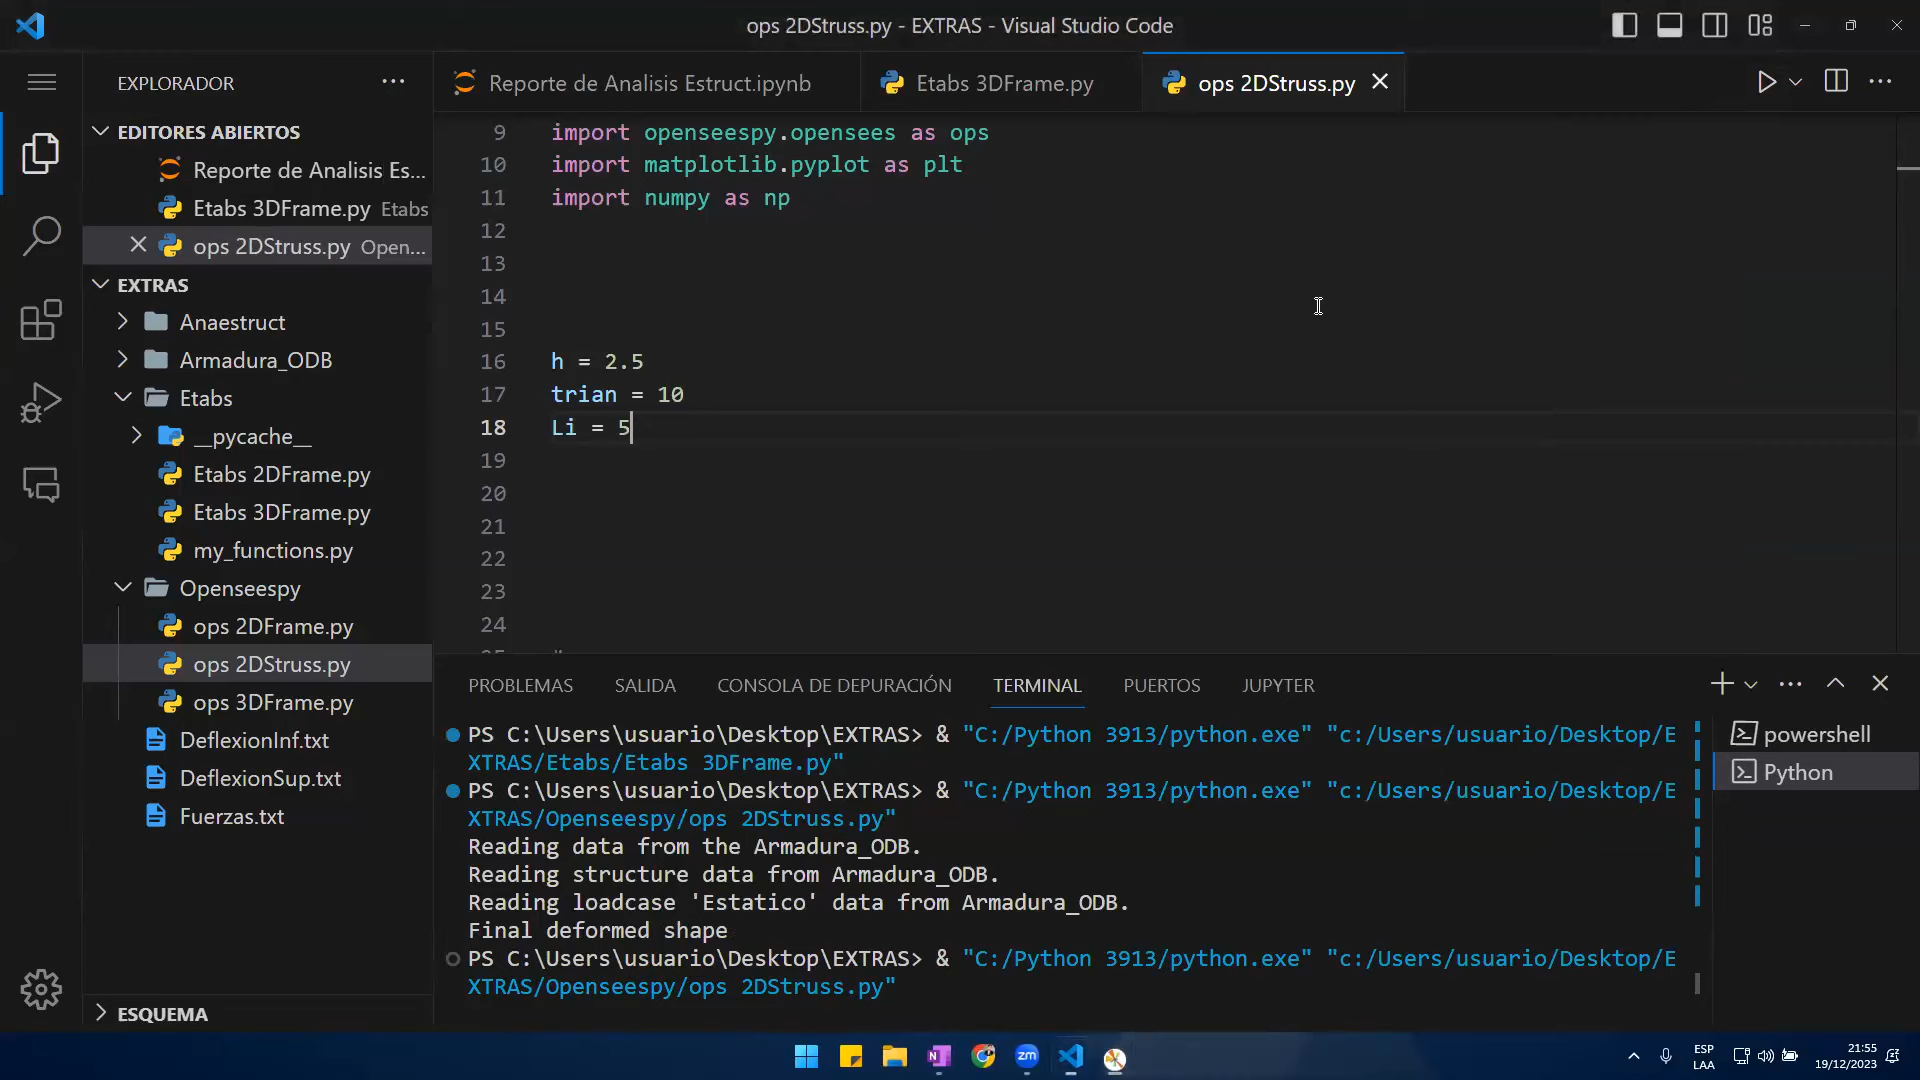 ops 2DStruss.py - EXTRAS - Visual Studio Code
EXPLORADOR
EDITORES ABIERTOS
Reporte de Analisis Es...
Etabs 3DFrame.py Etabs
ops 2DStruss.py Open...
EXTRAS
Anaestruct
Armadura_ODB
Etabs
__pycache__
Etabs 2DFrame.py
Etabs 3DFrame.py
my_functions.py
Openseespy
ops 2DFrame.py
ops 2DStruss.py
ops 3DFrame.py
DeflexionInf.txt
DeflexionSup.txt
Fuerzas.txt
ESQUEMA
Reporte de Analisis Estruct.ipynb
Etabs 3DFrame.py
ops 2DStruss.py
9 import openseespy.opensees as ops
10 import matplotlib.pyplot as plt
11 import numpy as np
12
13
14
15
16 h = 2.5
17 trian = 10
18 Li = 5
19
20
21
22
23
24
PROBLEMAS SALIDA CONSOLA DE DEPURACIÓN TERMINAL PUERTOS JUPYTER
PS C:\Users\usuario\Desktop\EXTRAS> & "C:/Python 3913/python.exe" "c:/Users/usuario/Desktop/E
XTRAS/Etabs/Etabs 3DFrame.py"
PS C:\Users\usuario\Desktop\EXTRAS> & "C:/Python 3913/python.exe" "c:/Users/usuario/Desktop/E
XTRAS/Openseespy/ops 2DStruss.py"
Reading data from the Armadura_ODB.
Reading structure data from Armadura_ODB.
Reading loadcase 'Estatico' data from Armadura_ODB.
Final deformed shape
PS C:\Users\usuario\Desktop\EXTRAS> & "C:/Python 3913/python.exe" "c:/Users/usuario/Desktop/E
XTRAS/Openseespy/ops 2DStruss.py"
powershell
Python
zm
ESP
LAA
21:55
19/12/2023